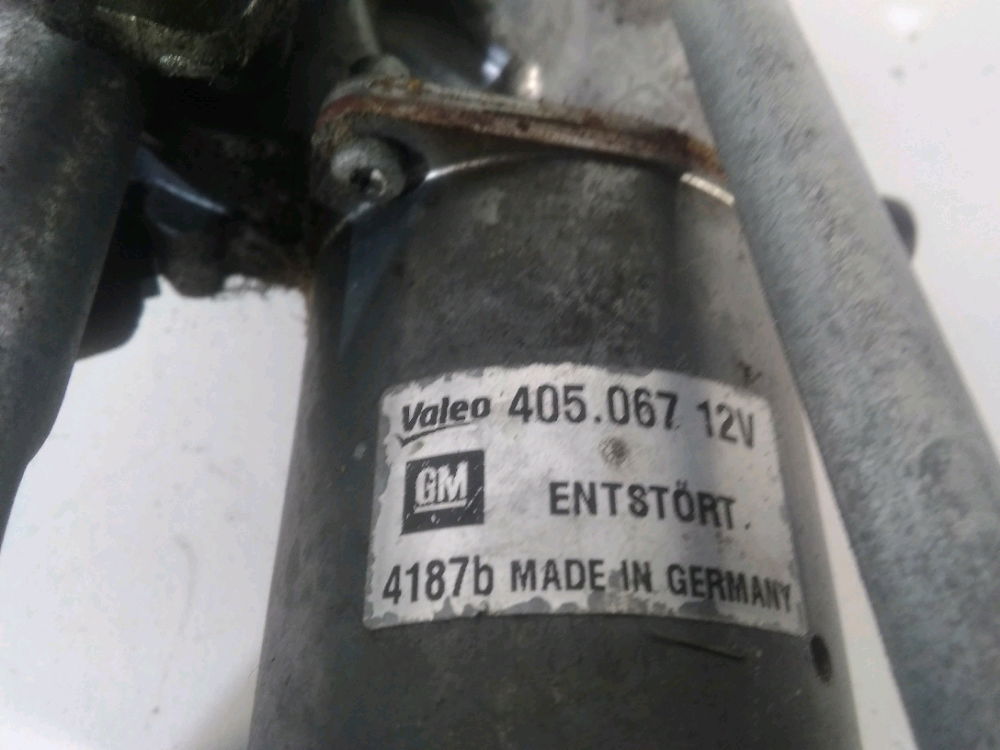 Valeo 405.067 12V
GM ENTSTÖRT.
4187b MADE IN GERMANY